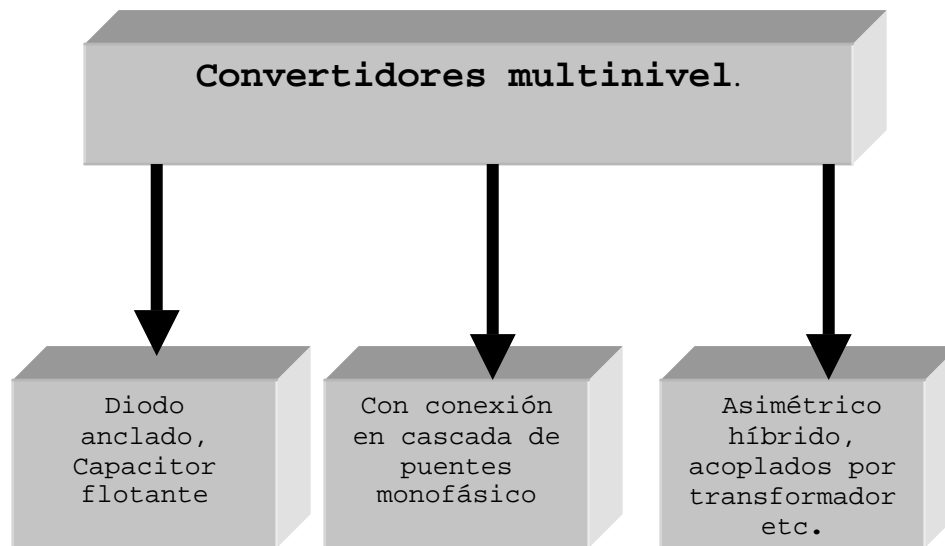 Convertidores multinivel.
Diodo
anclado,
Capacitor
flotante
Con conexión
en cascada de
puentes
monofásico
Asimétrico
híbrido,
acoplados por
transformador
etc.